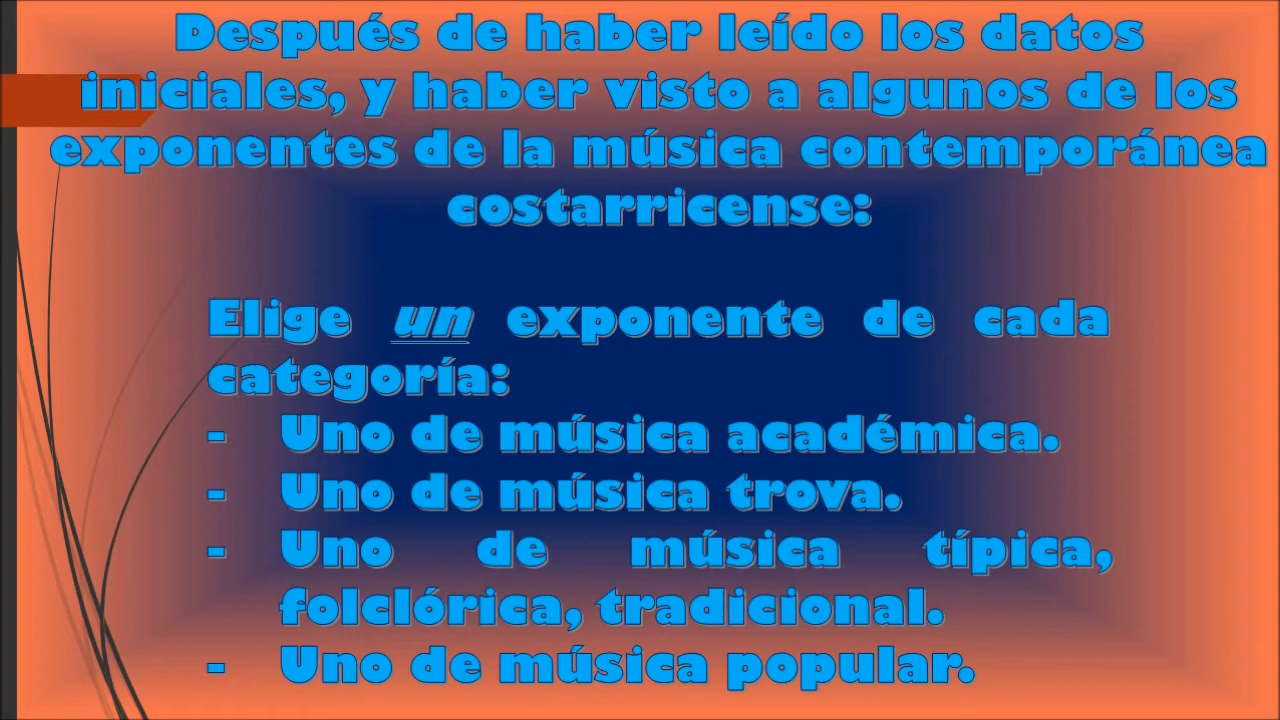 Después de haber leído los datos
iniciales, y haber visto a algunos de los
exponentes de la música contemporánea
costarricense:
Elige un exponente de cada
categoría:
- Uno de música académica.
- Uno de música trova.
- Uno de música típica,
folclórica, tradicional.
- Uno de música popular.